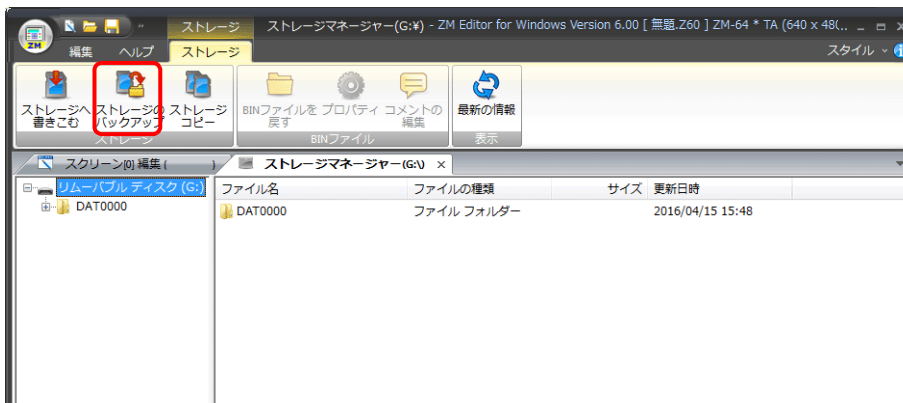 ストレージ
ストレージマネージャー(G:¥) - ZM Editor for Windows Version 6.00 [ 無題.Z60 ] ZM-64 * TA (640 x 48(...
ZM
編集 ヘルプ ストレージ スタイル
ストレージへ書きこむ
ストレージのバックアップ
ストレージコピー
BINファイルを戻す
プロパティ
コメントの編集
最新の情報
ストレージ BINファイル 表示
スクリーン[0] 編集 ( ) ストレージマネージャー(G:\) ×
リムーバブル ディスク (G:)
DAT0000
ファイル名 ファイルの種類 サイズ 更新日時
DAT0000 ファイル フォルダー 2016/04/15 15:48